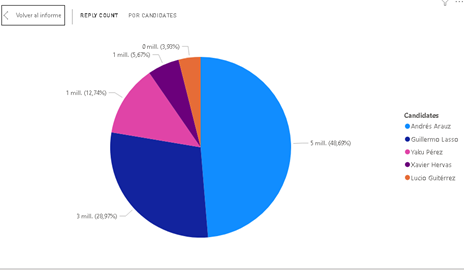 Volver al informe
REPLY COUNT
FOR CANDIDATES
0 mill. (3,93%)
1 mill. (5,67%)
1 mill. (12,74%)
5 mill. (48,69%)
3 mill. (28,97%)
Candidates
Andrés Arauz
Guillermo Lasso
Yaku Pérez
Xavier Hervas
Lucio Gutiérrez